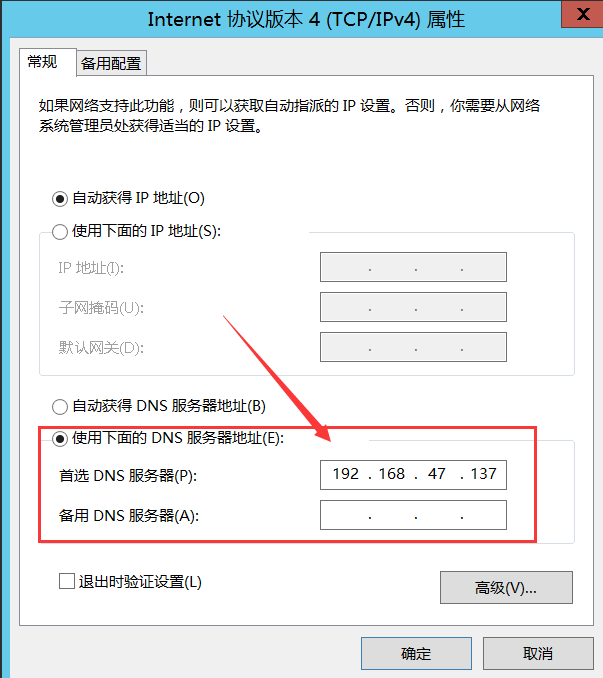 Internet 协议版本 4 (TCP/IPv4) 属性
常规
备用配置
如果网络支持此功能，则可以获取自动指派的 IP 设置。否则，你需要从网络
系统管理员处获得适当的 IP 设置。
自动获得 IP 地址(O)
使用下面的 IP 地址(S):
IP 地址(I):
子网掩码(U):
默认网关(D):
自动获得 DNS 服务器地址(B)
使用下面的 DNS 服务器地址(E):
首选 DNS 服务器(P):
192 . 168 . 47 . 137
备用 DNS 服务器(A):
退出时验证设置(L)
高级(V)...
确定
取消